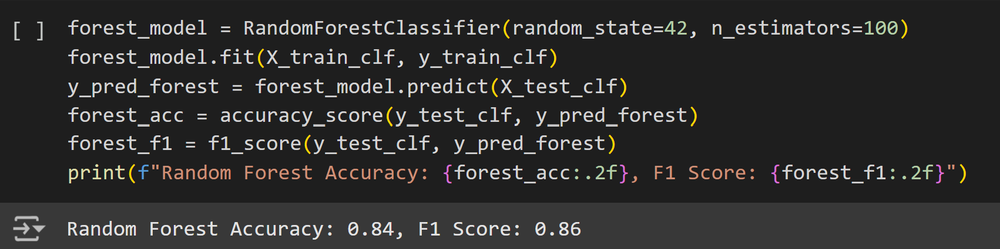 [ ] forest_model = RandomForestClassifier(random_state=42, n_estimators=100)
forest_model.fit(X_train_clf, y_train_clf)
y_pred_forest = forest_model.predict(X_test_clf)
forest_acc = accuracy_score(y_test_clf, y_pred_forest)
forest_f1 = f1_score(y_test_clf, y_pred_forest)
print(f"Random Forest Accuracy: {forest_acc:.2f}, F1 Score: {forest_f1:.2f}")
Random Forest Accuracy: 0.84, F1 Score: 0.86